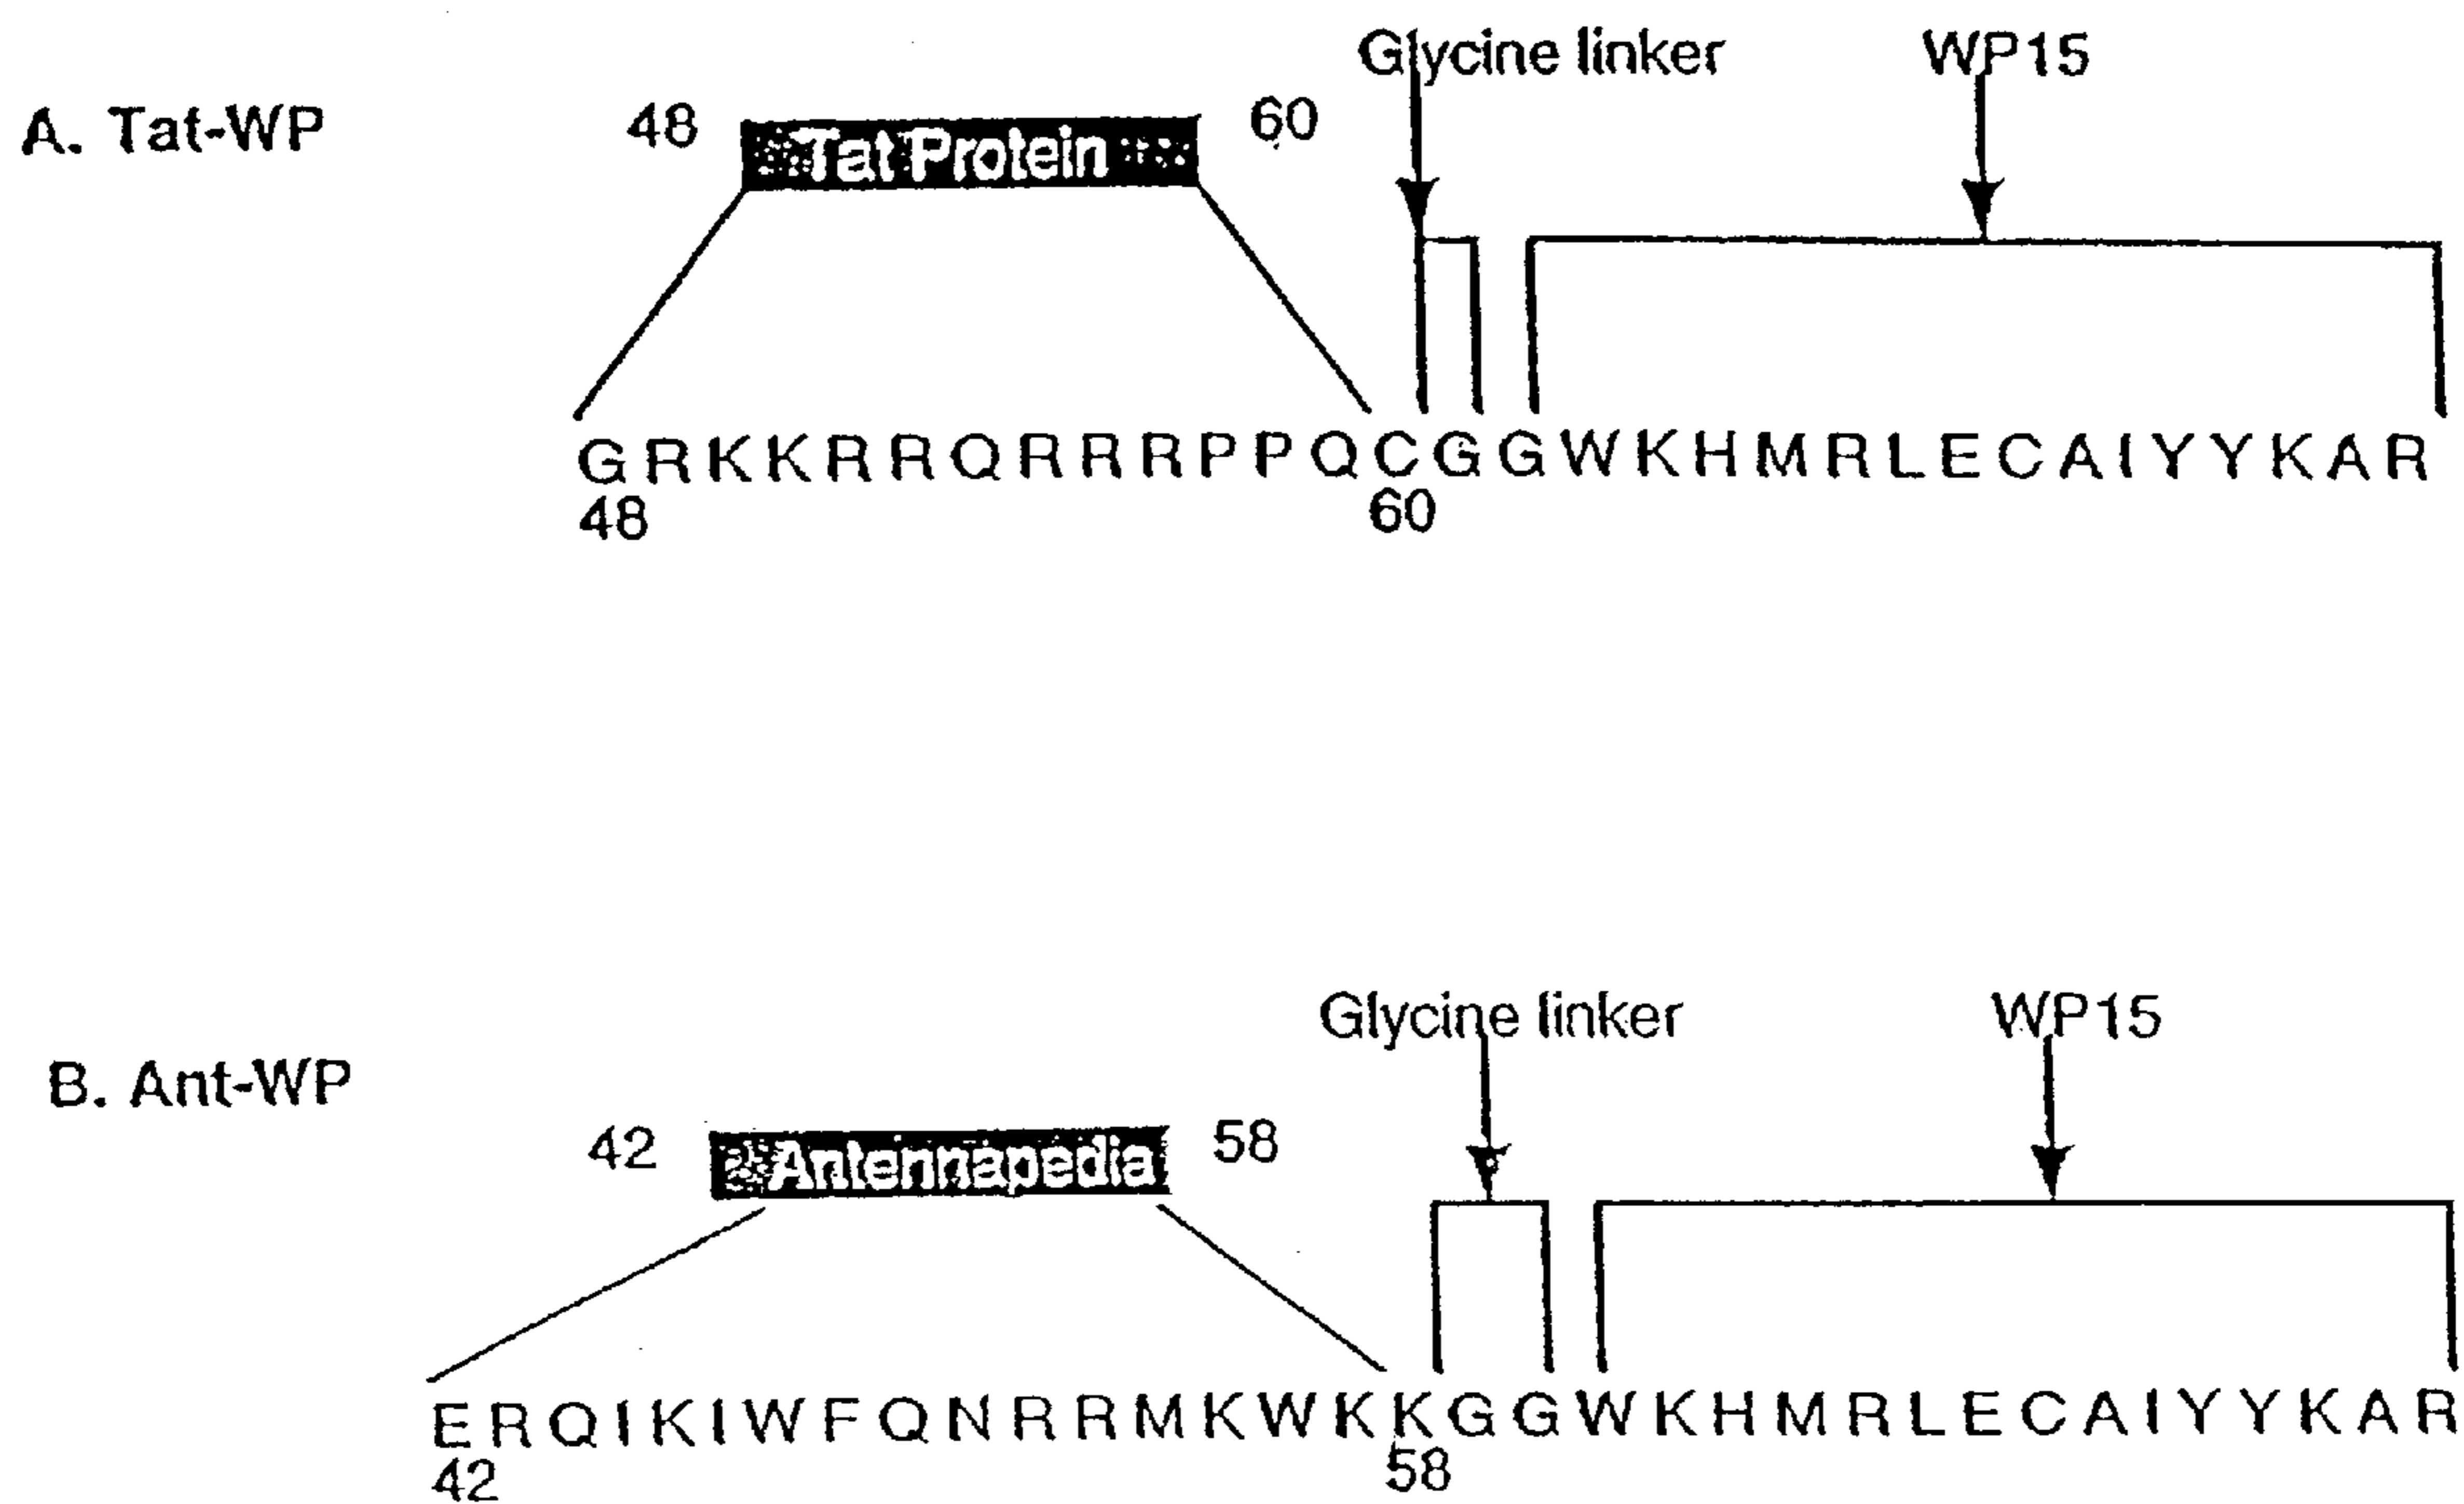 Glycine linker WP15
A. Tat-WP 48 Tat Protein 60
GRKKRRQRRRPPQCGGWKHMRLECAIYYKAR
48 60
Glycine linker WP15
B. Ant-WP
42 Antennapedia 58
ERQIKIWFQNRRMKWKKGGWKHMRLECAIYYKAR
42 58